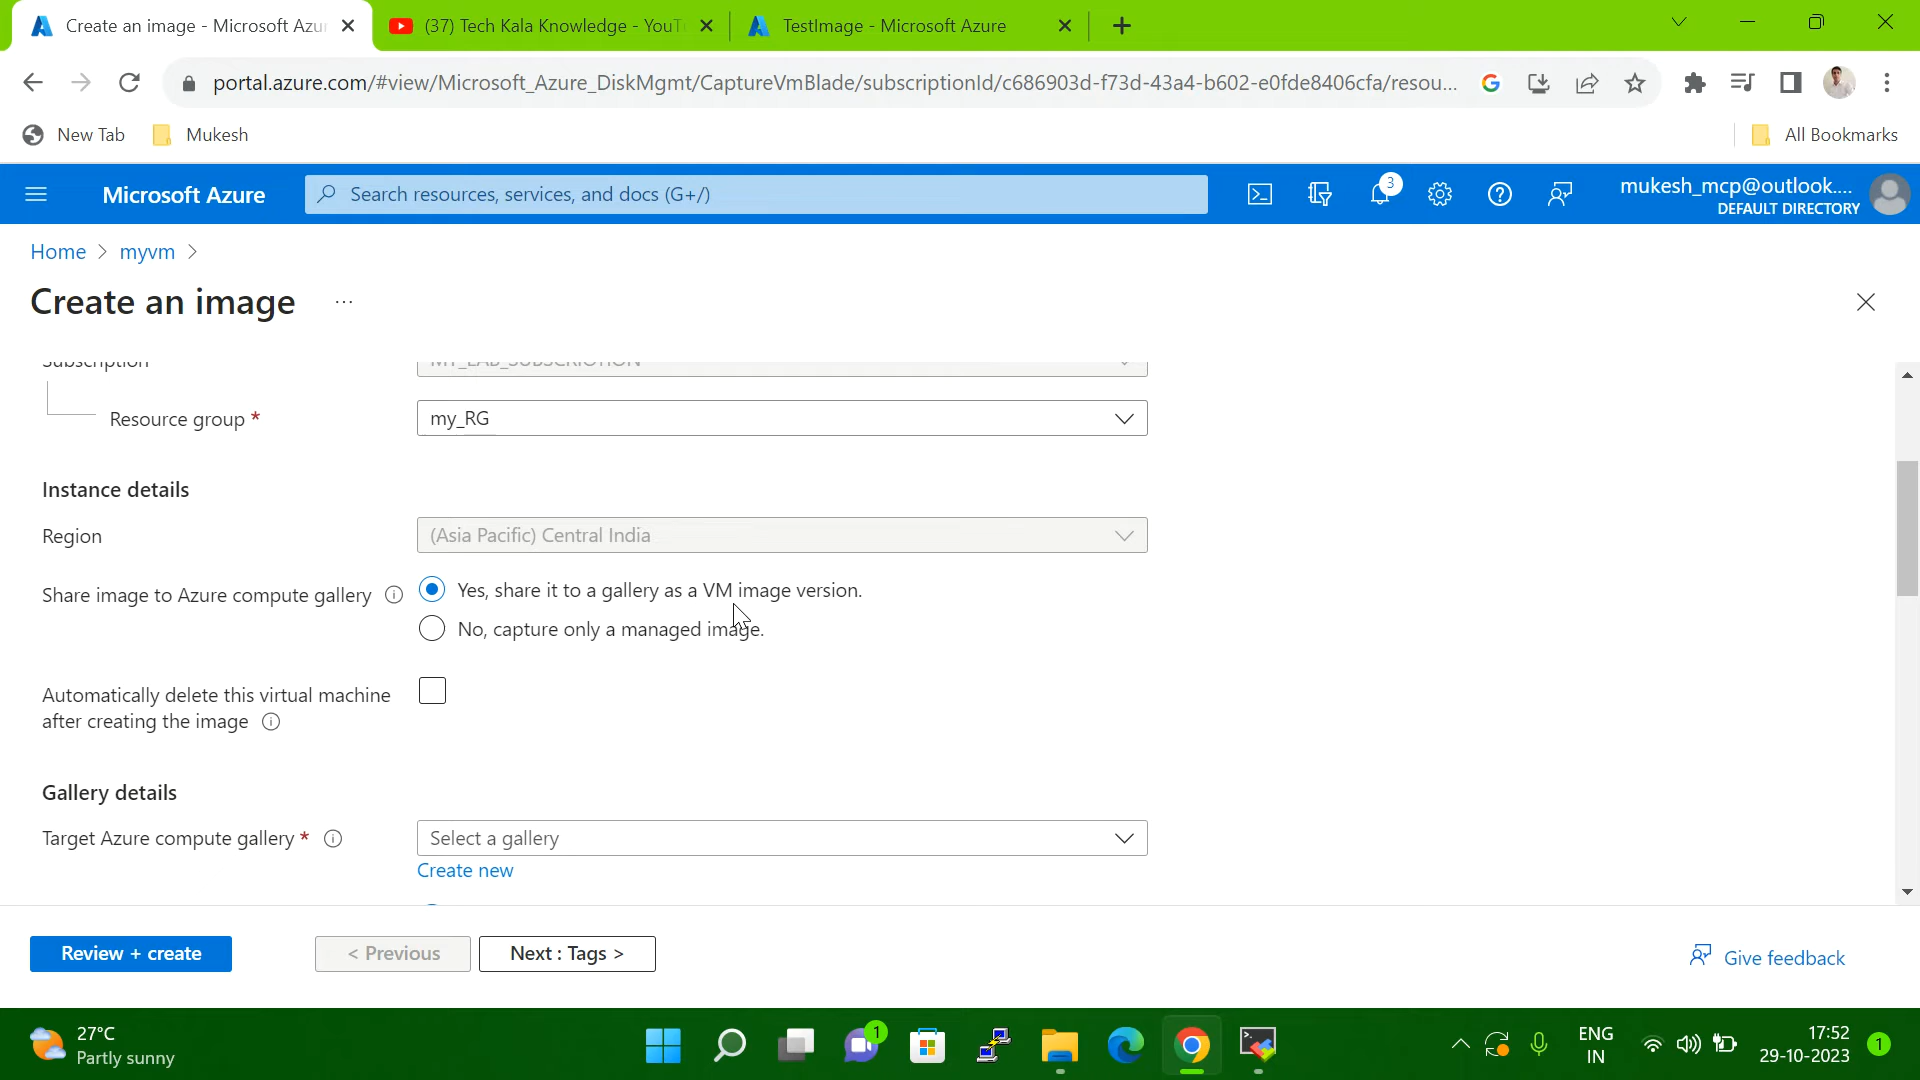 Create an image - Microsoft Azur
(37) Tech Kala Knowledge - YouTu
TestImage - Microsoft Azure
portal.azure.com/#view/Microsoft_Azure_DiskMgmt/CaptureVmBlade/subscriptionId/c686903d-f73d-43a4-b602-e0fde8406cfa/resou...
New Tab
Mukesh
All Bookmarks
Microsoft Azure
Search resources, services, and docs (G+/)
3
mukesh_mcp@outlook....
DEFAULT DIRECTORY
Home > myvm >
Create an image ...
Subscription
MY_LAB_SUBSCRIOTION
Resource group *
my_RG
Instance details
Region
(Asia Pacific) Central India
Share image to Azure compute gallery
Yes, share it to a gallery as a VM image version.
No, capture only a managed image.
Automatically delete this virtual machine
after creating the image
Gallery details
Target Azure compute gallery *
Select a gallery
Create new
Review + create
< Previous
Next : Tags >
Give feedback
27°C
Partly sunny
1
ENG
IN
17:52
29-10-2023
1